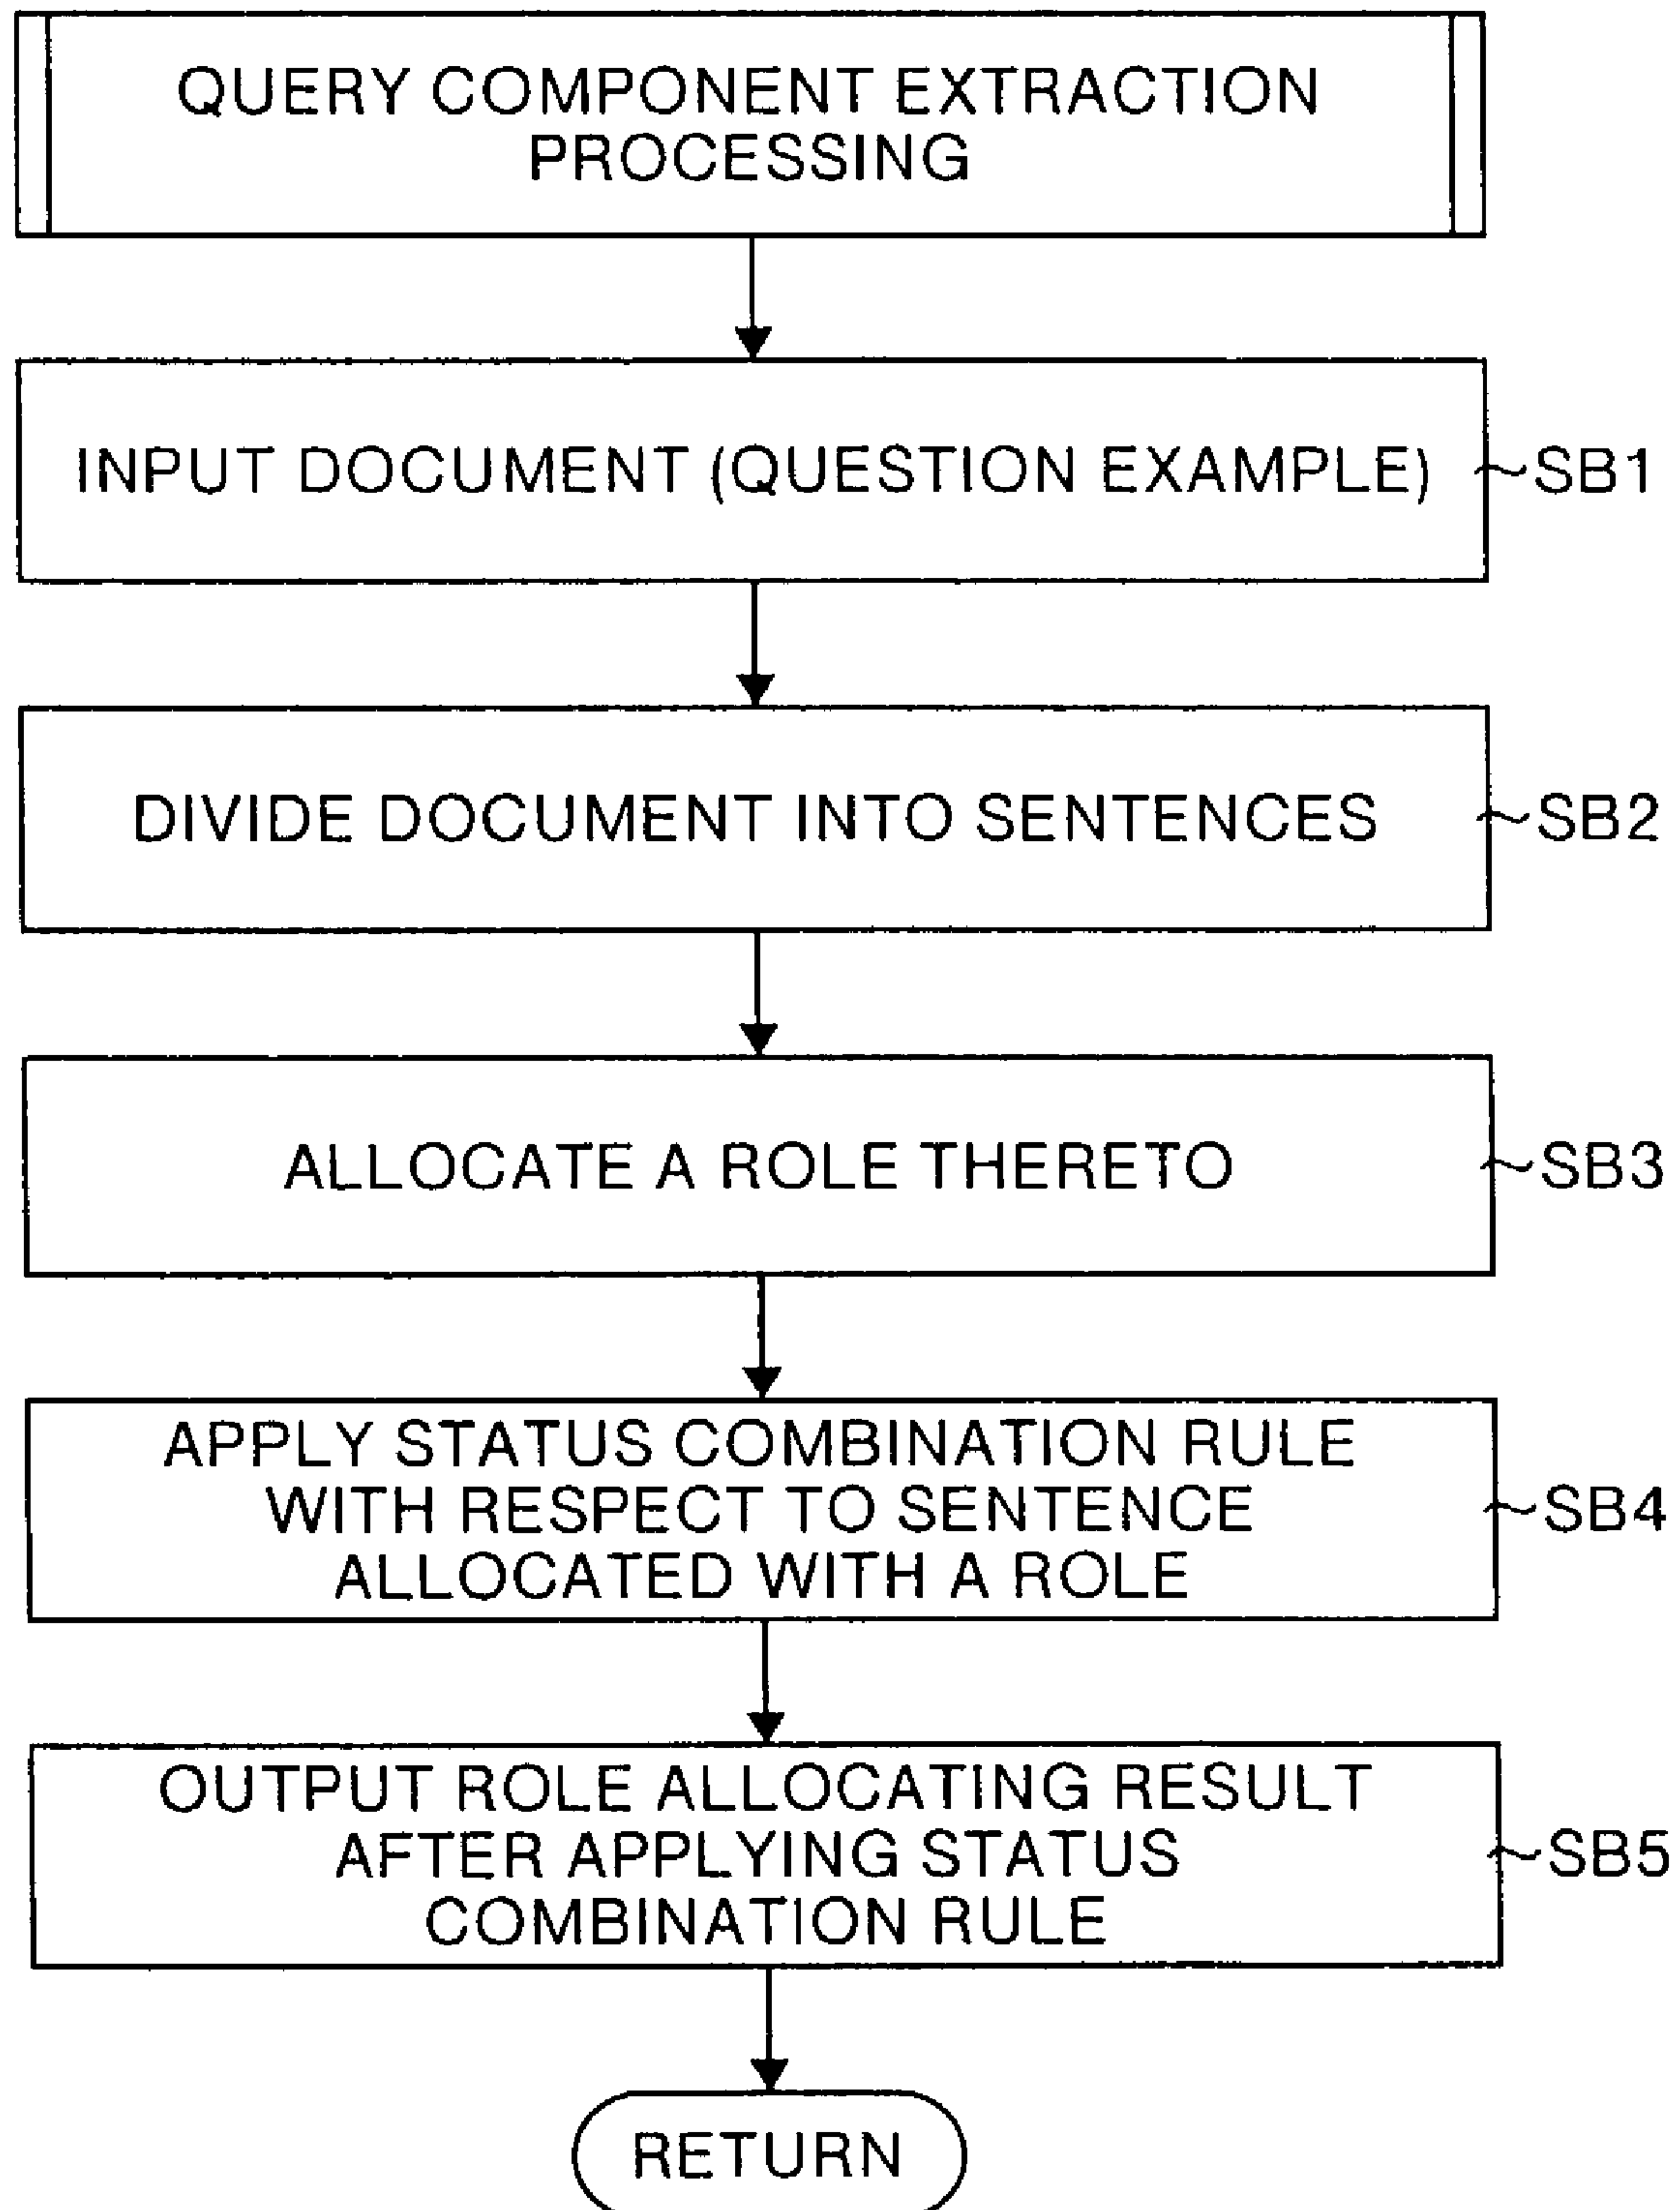 QUERY COMPONENT EXTRACTION
PROCESSING
INPUT DOCUMENT (QUESTION EXAMPLE)
SB1
DIVIDE DOCUMENT INTO SENTENCES
SB2
ALLOCATE A ROLE THERETO
SB3
APPLY STATUS COMBINATION RULE
WITH RESPECT TO SENTENCE
ALLOCATED WITH A ROLE
SB4
OUTPUT ROLE ALLOCATING RESULT
AFTER APPLYING STATUS
COMBINATION RULE
SB5
RETURN